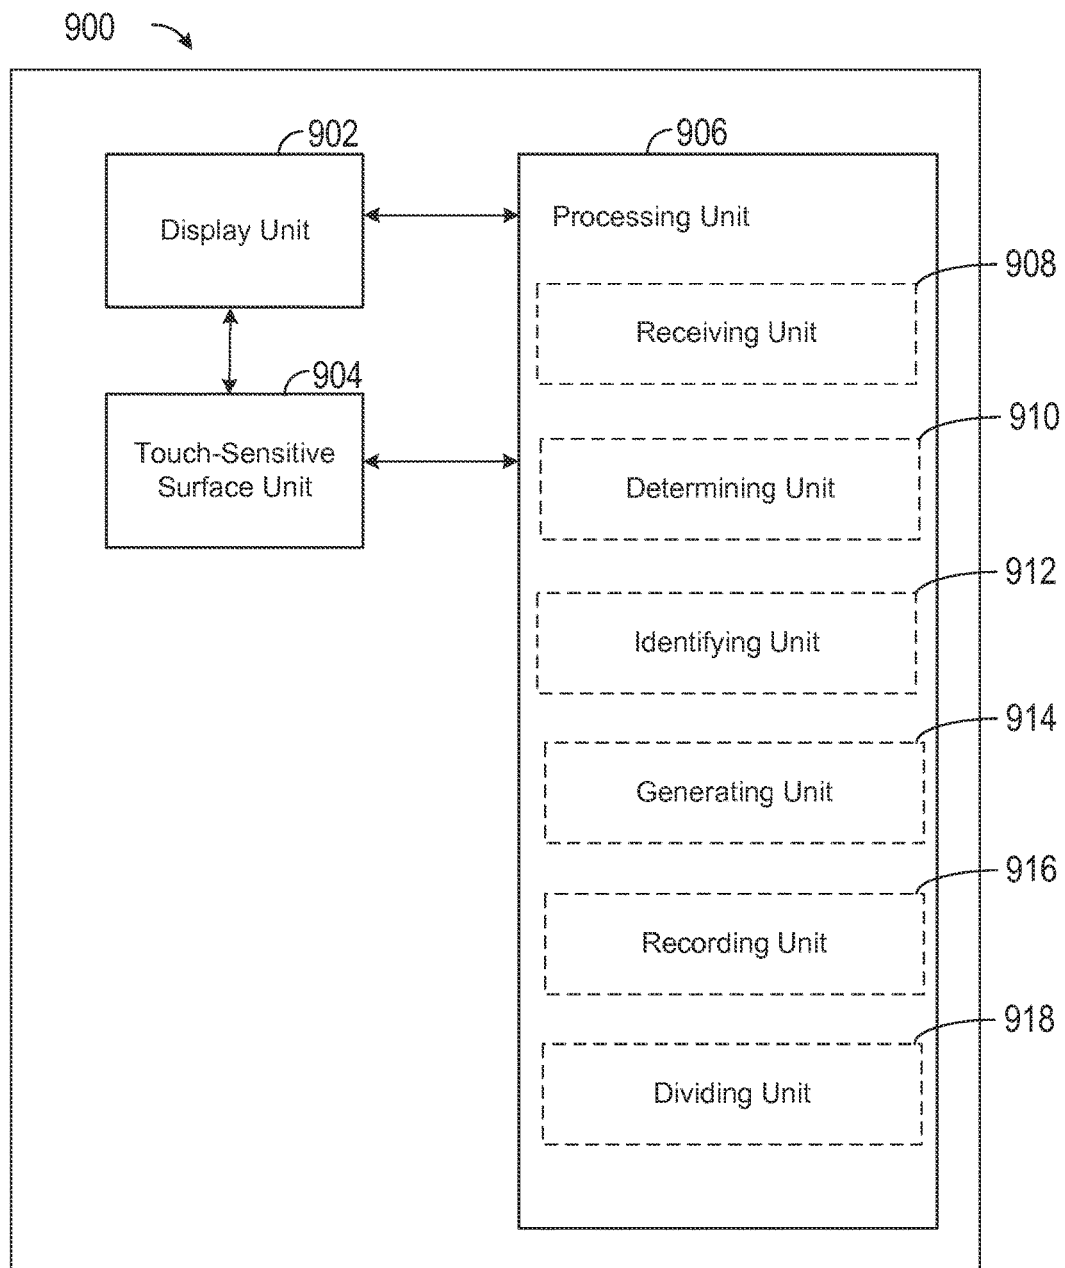 900
902
906
Display Unit
Processing Unit
908
Receiving Unit
904
Touch-Sensitive
Surface Unit
910
Determining Unit
912
Identifying Unit
914
Generating Unit
916
Recording Unit
918
Dividing Unit